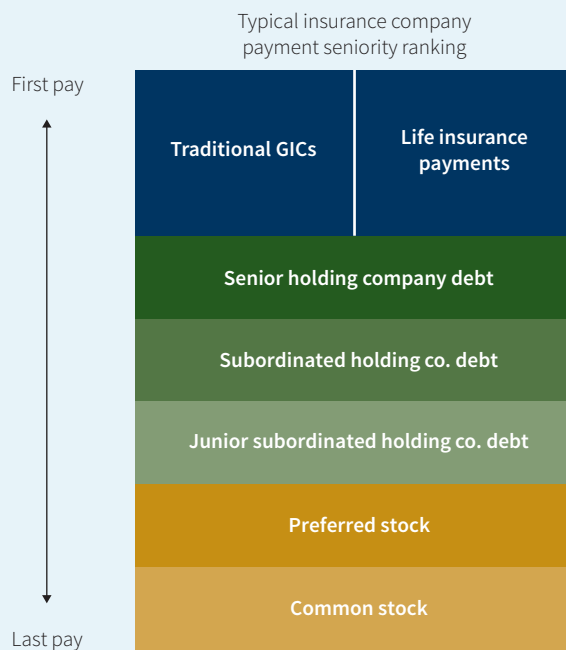 Typical insurance company
payment seniority ranking
First pay
Traditional GICs
Life insurance
payments
Senior holding company debt
Subordinated holding co. debt
Junior subordinated holding co. debt
Preferred stock
Common stock
Last pay